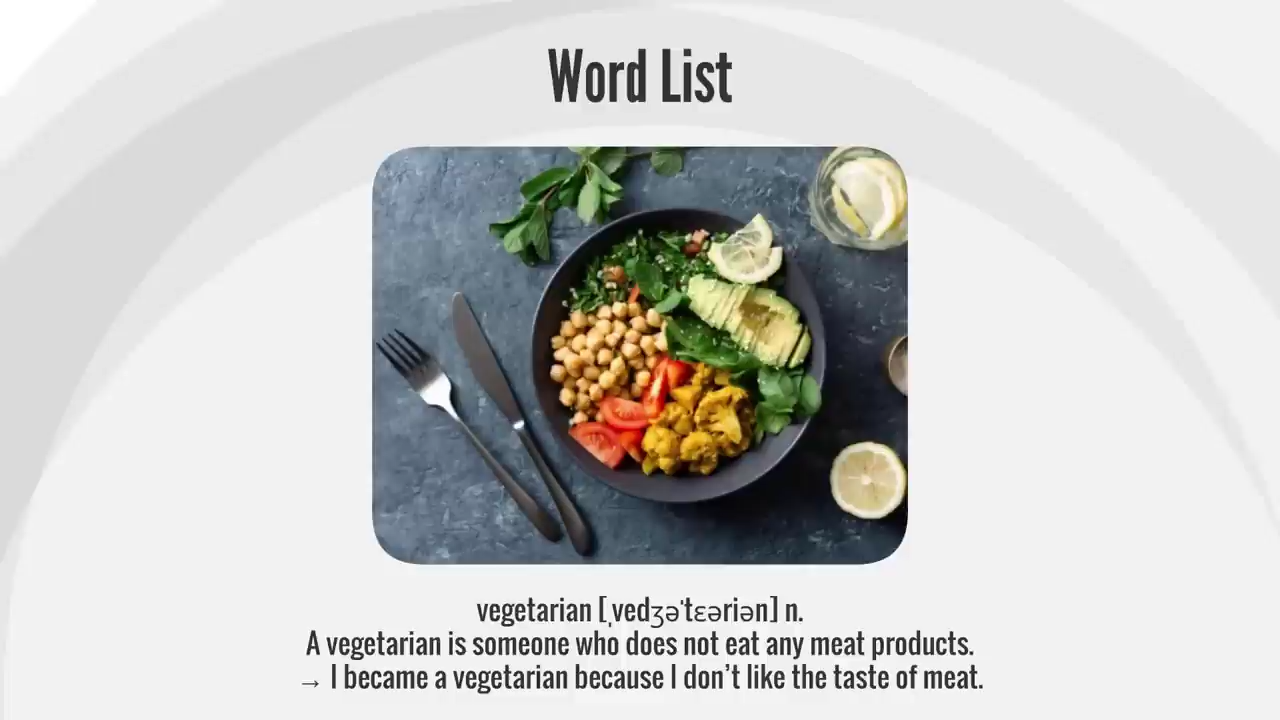 Word List
vegetarian [ˌvedʒəˈtɛəriən] n.
A vegetarian is someone who does not eat any meat products.
→ I became a vegetarian because I don’t like the taste of meat.